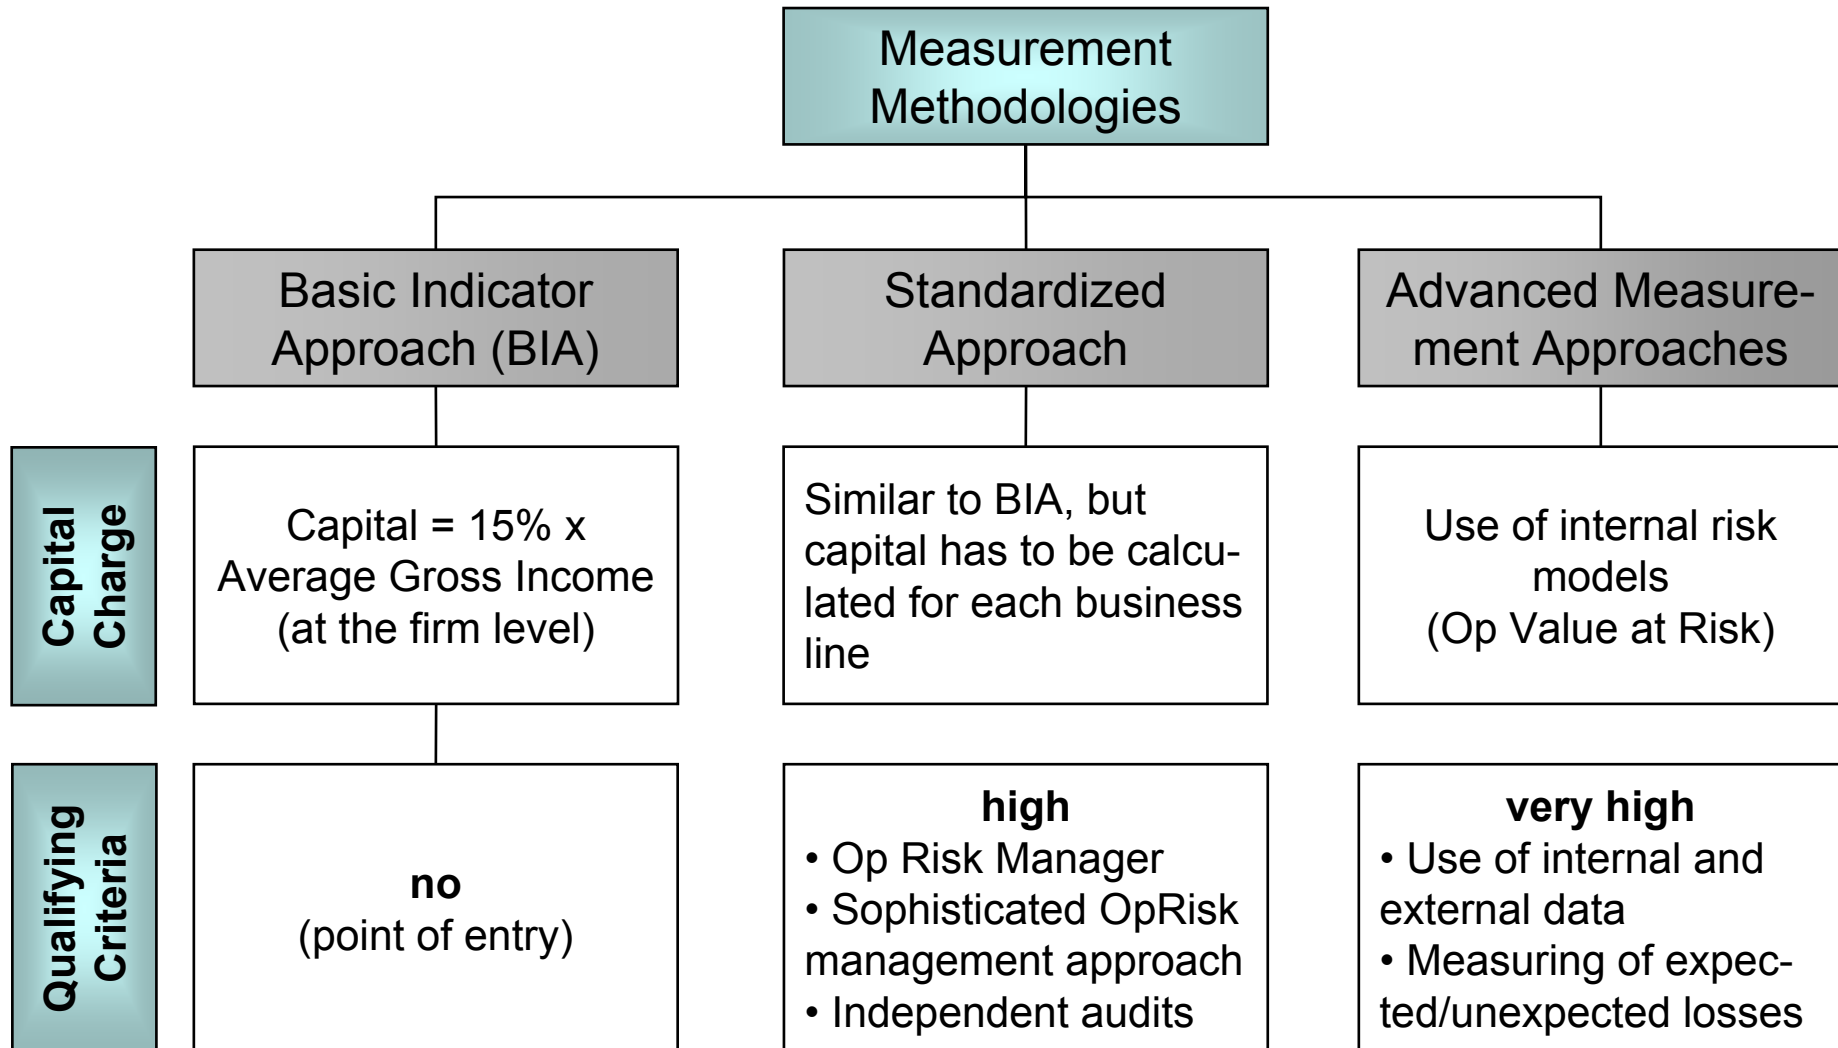 Measurement
Methodologies
Basic Indicator
Approach (BIA)
Standardized
Approach
Advanced Measure-
ment Approaches
Capital
Charge
Capital = 15% x
Average Gross Income
(at the firm level)
Similar to BIA, but
capital has to be calcu-
lated for each business
line
Use of internal risk
models
(Op Value at Risk)
Qualifying
Criteria
no
(point of entry)
high
• Op Risk Manager
• Sophisticated OpRisk
management approach
• Independent audits
very high
• Use of internal and
external data
• Measuring of expec-
ted/unexpected losses